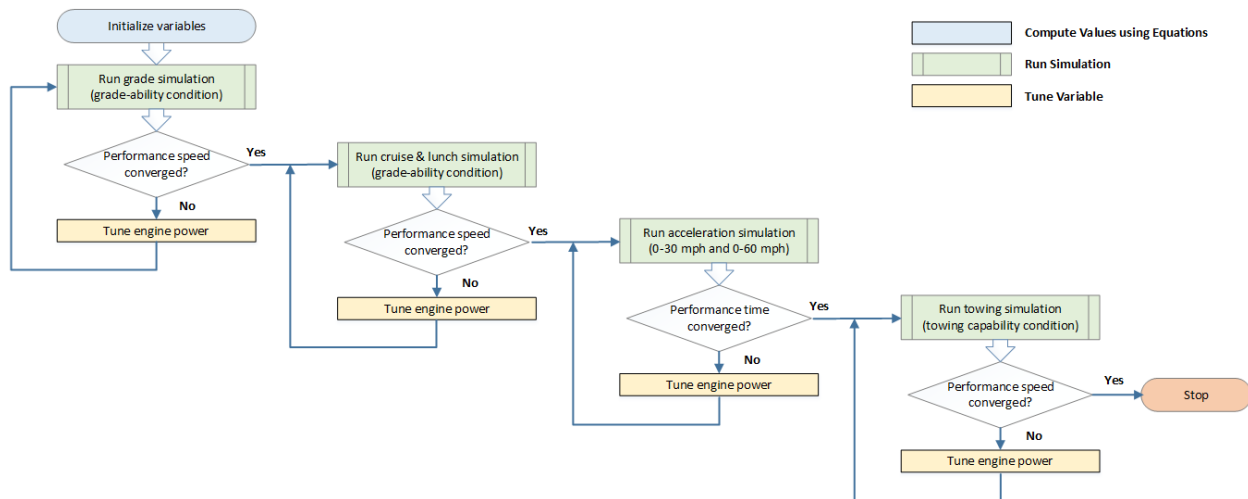 Initialize variables
Compute Values using Equations
Run Simulation
Tune Variable
Run grade simulation
(grade-ability condition)
Performance speed
converged?
Yes
No
Tune engine power
Run cruise & lunch simulation
(grade-ability condition)
Performance speed
converged?
Yes
No
Tune engine power
Run acceleration simulation
(0-30 mph and 0-60 mph)
Performance time
converged?
Yes
No
Tune engine power
Run towing simulation
(towing capability condition)
Performance speed
converged?
Yes
No
Tune engine power
Stop